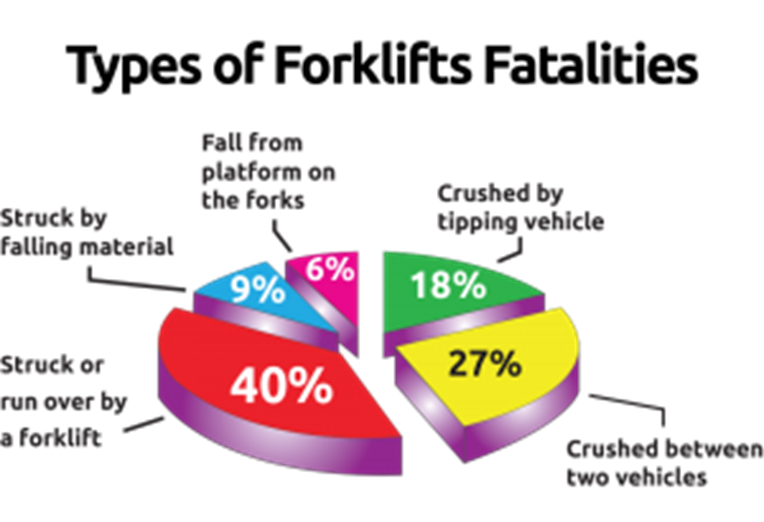 Types of Forklifts Fatalities
Fall from
platform on
the forks
Crushed by
tipping vehicle
Struck by
falling material
6%
9%
18%
27%
40%
Struck or
run over by
a forklift
Crushed between
two vehicles